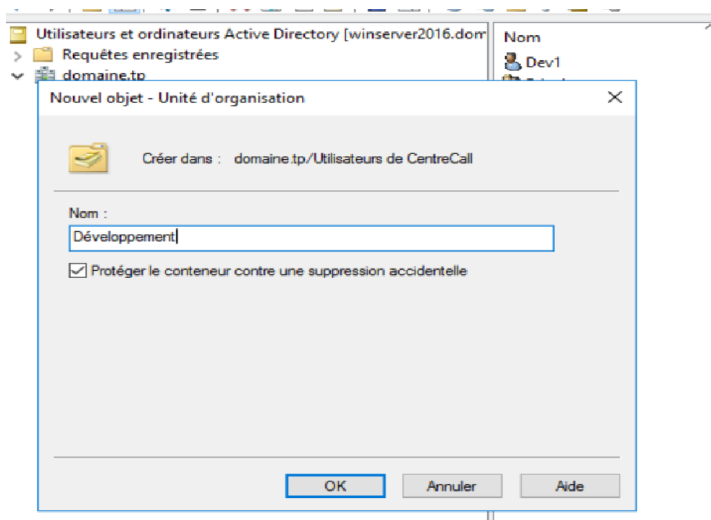 Utilisateurs et ordinateurs Active Directory [winserver2016.dom
Nom
Requêtes enregistrées
Dev1
domaine.tp
Nouvel objet - Unité d'organisation
Créer dans : domaine.tp/Utilisateurs de CentreCall
Nom :
Développement
Protéger le conteneur contre une suppression accidentelle
OK
Annuler
Aide